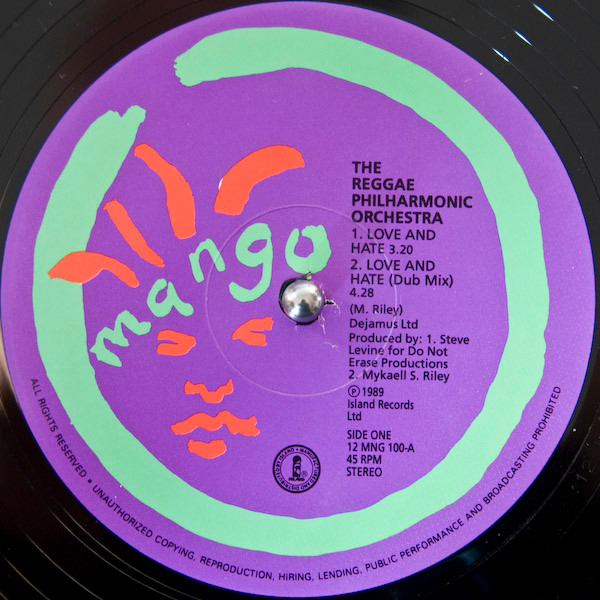 mango
THE
REGGAE
PHILHARMONIC
ORCHESTRA
1. LOVE AND
HATE 3.20
2. LOVE AND
HATE (Dub Mix)
4.28
(M. Riley)
Dejamus Ltd
Produced by: 1. Steve
Levine for Do Not
Erase Productions
2. Mykaell S. Riley
Ⓟ 1989
Island Records
Ltd
SIDE ONE
12 MNG 100-A
45 RPM
STEREO
ALL RIGHTS RESERVED • UNAUTHORIZED COPYING, REPRODUCTION, HIRING, LENDING, PUBLIC PERFORMANCE AND BROADCASTING PROHIBITED